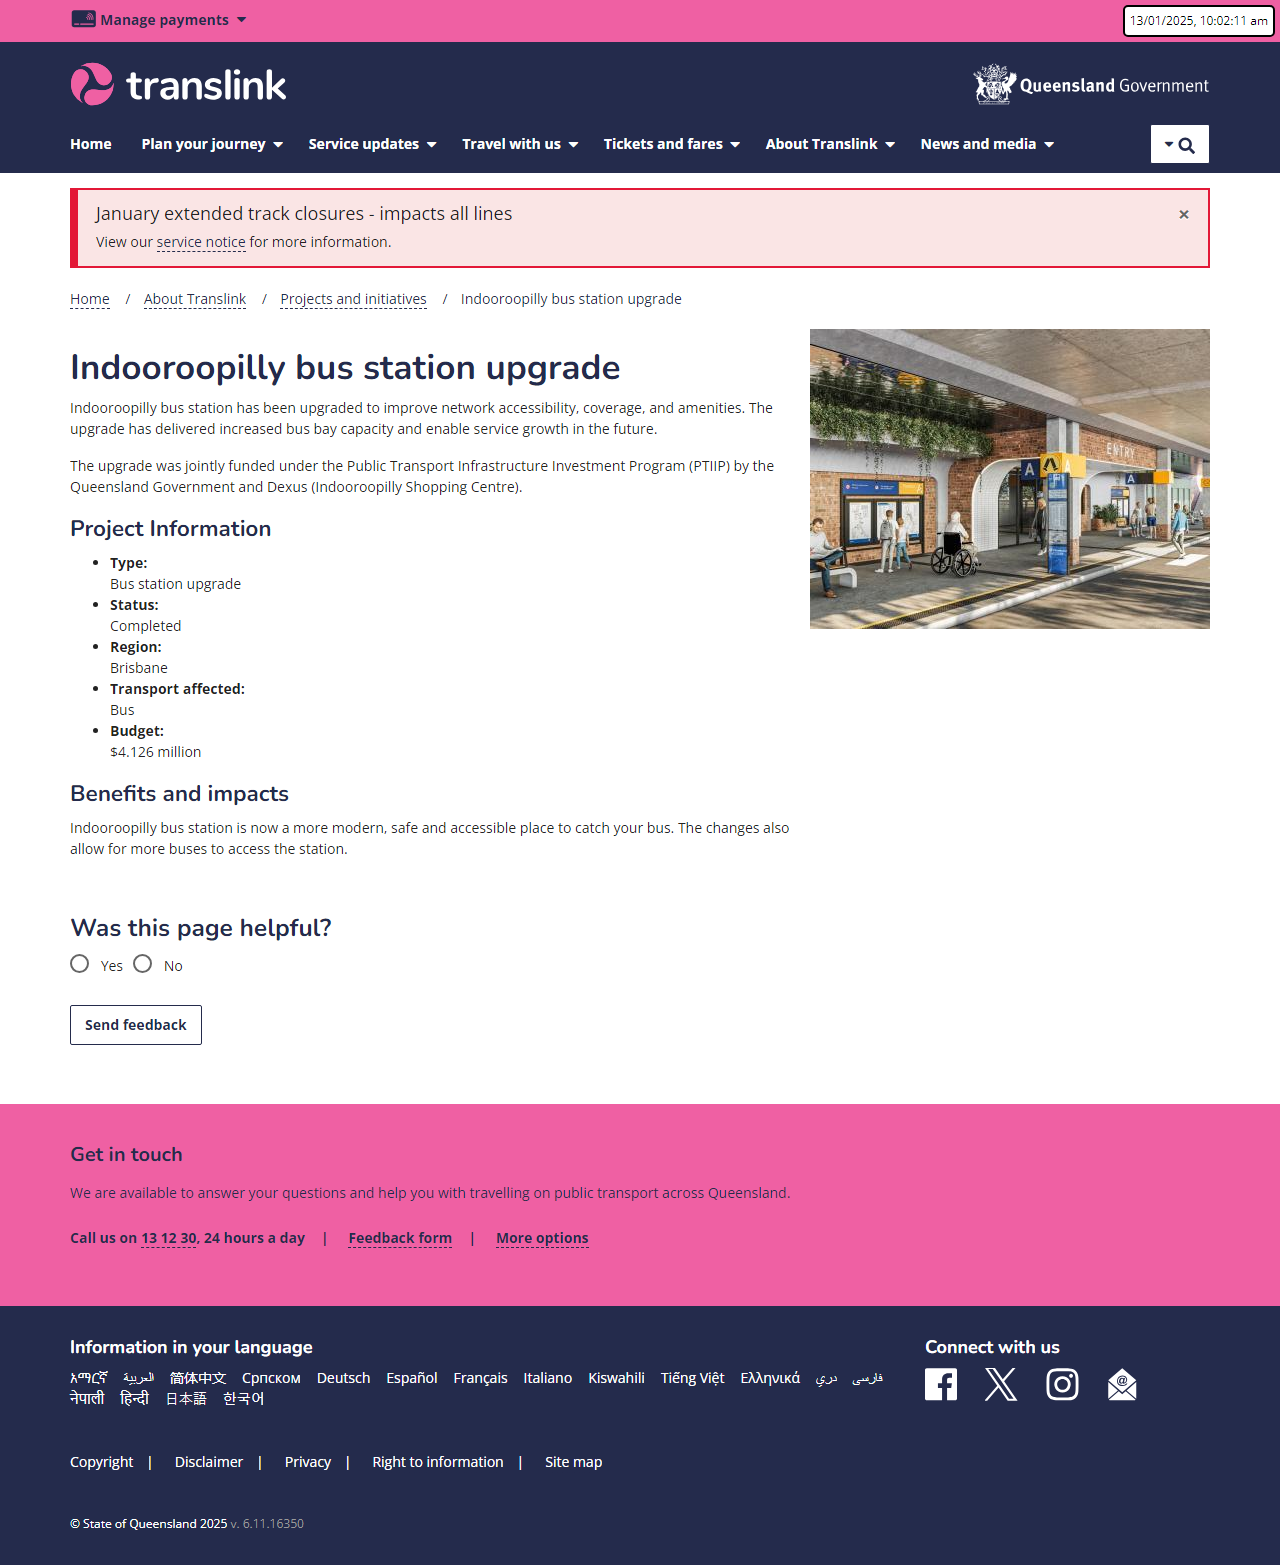 Manage payments
13/01/2025, 10:02:11 am
translink
Queensland Government
Home Plan your journey Service updates Travel with us Tickets and fares About Translink News and media
January extended track closures - impacts all lines
×
View our service notice for more information.
Home / About Translink / Projects and initiatives / Indooroopilly bus station upgrade
Indooroopilly bus station upgrade
Indooroopilly bus station has been upgraded to improve network accessibility, coverage, and amenities. The
upgrade has delivered increased bus bay capacity and enable service growth in the future.
The upgrade was jointly funded under the Public Transport Infrastructure Investment Program (PTIIP) by the
Queensland Government and Dexus (Indooroopilly Shopping Centre).
ENTRY
A
A
A
Project Information
Type:
Bus station upgrade
Status:
Completed
Region:
Brisbane
Transport affected:
Bus
Budget:
$4.126 million
Benefits and impacts
Indooroopilly bus station is now a more modern, safe and accessible place to catch your bus. The changes also
allow for more buses to access the station.
Was this page helpful?
Yes No
Send feedback
Get in touch
We are available to answer your questions and help you with travelling on public transport across Queensland.
Call us on 13 12 30, 24 hours a day | Feedback form | More options
Information in your language
አማርኛ العربية 简体中文 Српском Deutsch Español Français Italiano Kiswahili Tiếng Việt Ελληνικά دري فارسی
नेपाली हिन्दी 日本語 한국어
Connect with us
Copyright | Disclaimer | Privacy | Right to information | Site map
© State of Queensland 2025 v. 6.11.16350